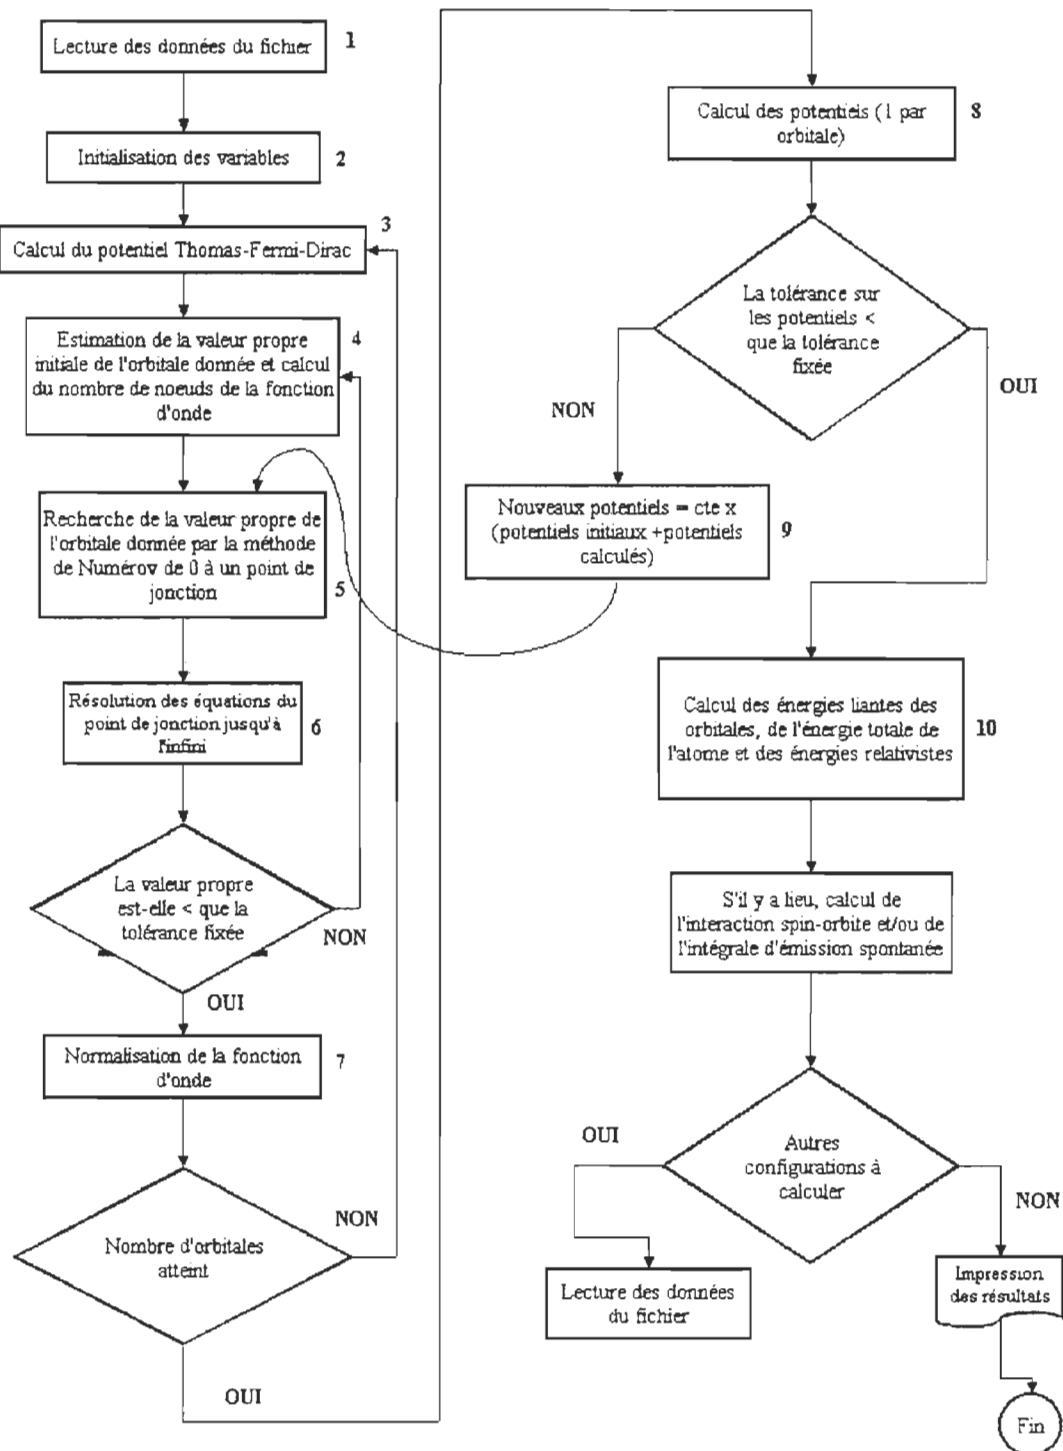 Lecture des données du fichier
1
Initialisation des variables
2
3
Calcul du potentiel Thomas-Fermi-Dirac
Estimation de la valeur propre
initiale de l'orbitale donnée et calcul
du nombre de noeuds de la fonction
d'onde
4
Recherche de la valeur propre de
l'orbitale donnée par la méthode
de Numérov de 0 à un point de
jonction
5
Résolution des équations du
point de jonction jusqu'à
l'infini
6
La valeur propre
est-elle < que la
tolérance fixée
NON
OUI
Normalisation de la fonction
d'onde
7
Nombre d'orbitales
atteint
NON
OUI
Calcul des potentiels (1 par
orbitale)
8
La tolérance sur
les potentiels <
que la tolérance
fixée
NON
OUI
Nouveaux potentiels = cte x
(potentiels initiaux +potentiels
calculés)
9
Calcul des énergies liantes des
orbitales, de l'énergie totale de
l'atome et des énergies relativistes
10
S'il y a lieu, calcul de
l'interaction spin-orbite et/ou de
l'intégrale d'émission spontanée
Autres
configurations à
calculer
OUI
NON
Lecture des données
du fichier
Impression
des résultats
Fin